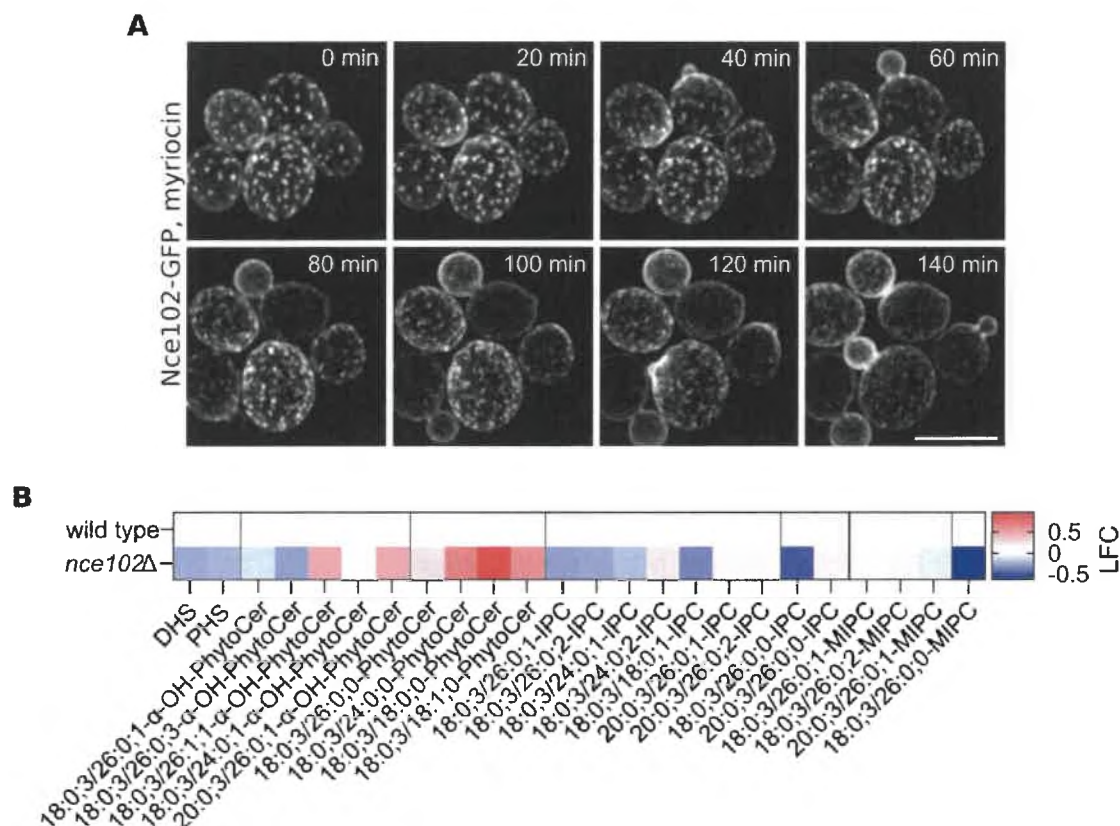 A
Nce102-GFP, myriocin
0 min
20 min
40 min
60 min
80 min
100 min
120 min
140 min
B
wild type
nce102Δ
0.5
0
-0.5
LFC
DHS
PHS
18:0;3/26:0;1-α-OH-PhytoCer
18:0;3/26:0;3-α-OH-PhytoCer
18:0;3/26:1;1-α-OH-PhytoCer
18:0;3/24:0;1-α-OH-PhytoCer
20:0;3/26:0;1-α-OH-PhytoCer
18:0;3/26:0;0-PhytoCer
18:0;3/24:0;0-PhytoCer
18:0;3/18:0;0-PhytoCer
18:0;3/18:1;0-PhytoCer
18:0;3/26:0;1-IPC
18:0;3/26:0;2-IPC
18:0;3/24:0;1-IPC
18:0;3/24:0;2-IPC
18:0;3/18:0;1-IPC
20:0;3/26:0;1-IPC
20:0;3/26:0;2-IPC
18:0;3/26:0;0-IPC
20:0;3/26:0;0-IPC
18:0;3/26:0;1-MIPC
18:0;3/26:0;2-MIPC
20:0;3/26:0;1-MIPC
18:0;3/26:0;0-MIPC